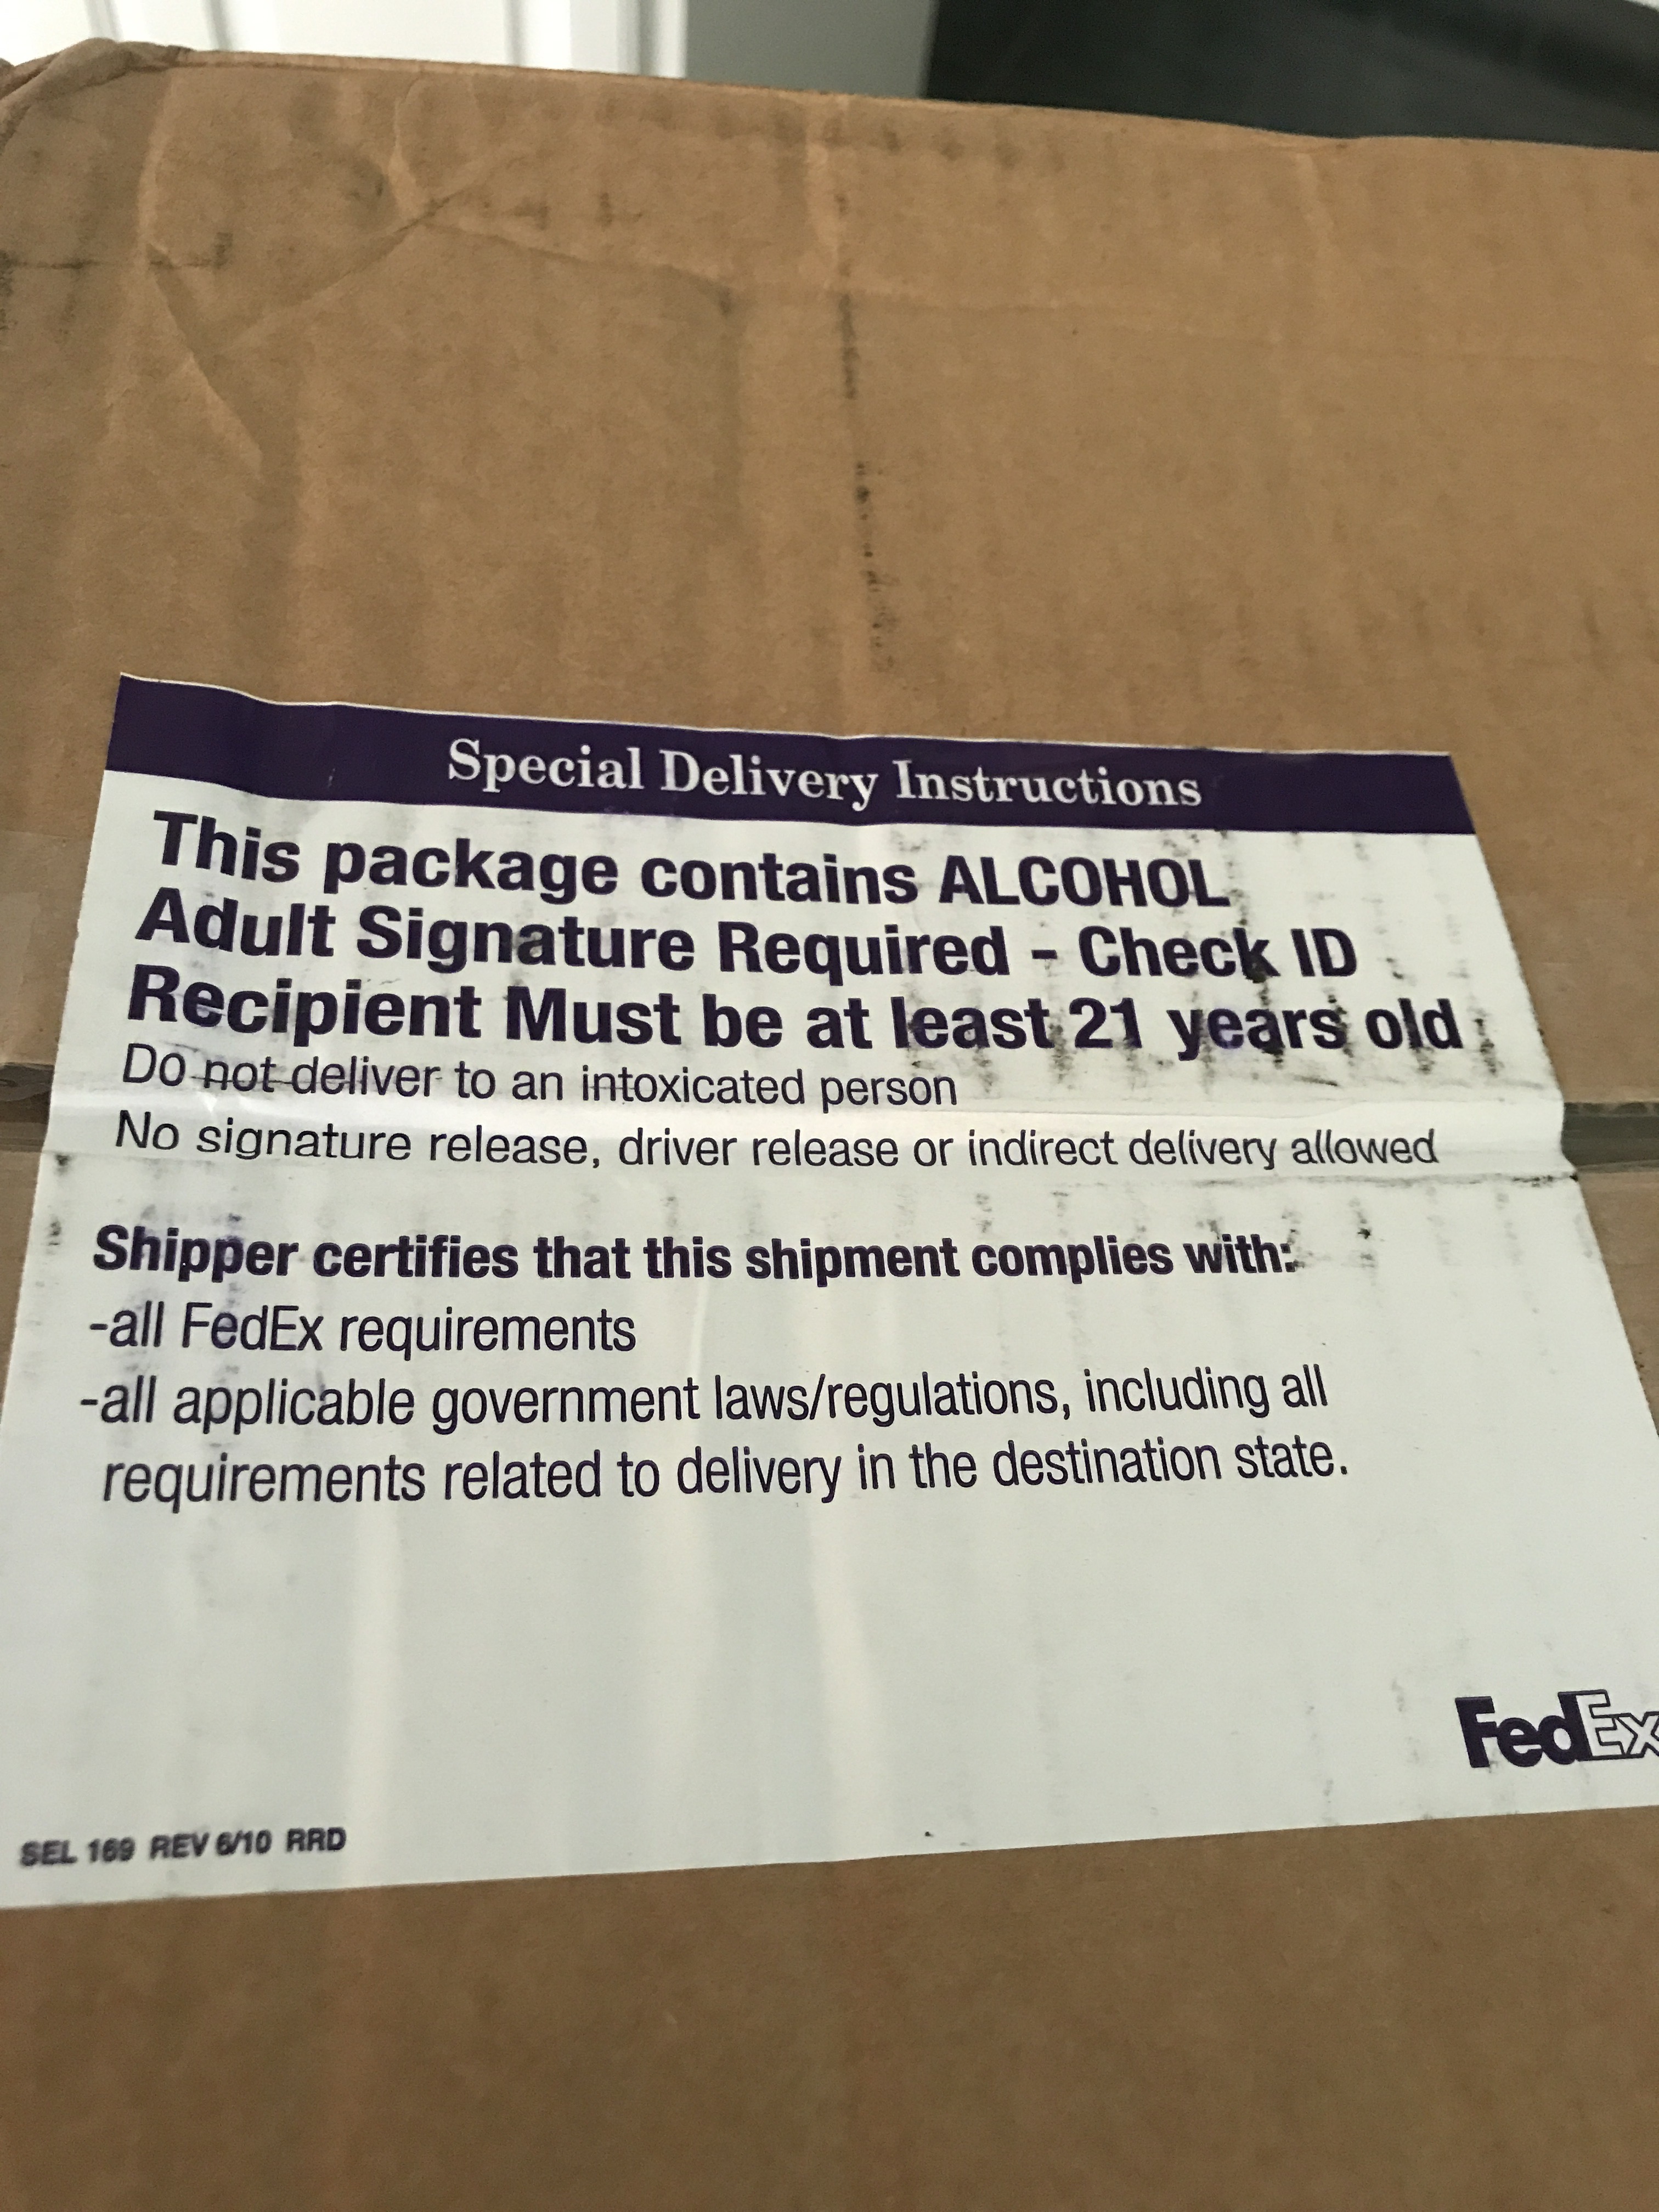 Special Delivery Instructions
This package contains ALCOHOL
Adult Signature Required - Check ID
Recipient Must be at least 21 years old
Do not deliver to an intoxicated person
No signature release, driver release or indirect delivery allowed
Shipper certifies that this shipment complies with:
-all FedEx requirements
-all applicable government laws/regulations, including all
requirements related to delivery in the destination state.
FedEx
SEL 169 REV 6/10 RRD